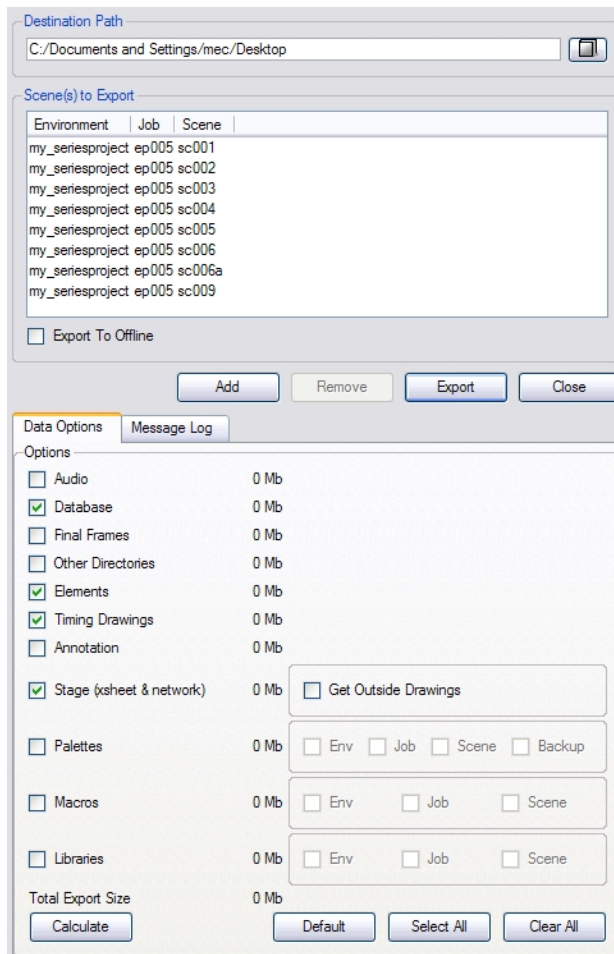 Destination Path
C:/Documents and Settings/mec/Desktop
Scene(s) to Export
Environment Job Scene
my_seriesproject ep005 sc001
my_seriesproject ep005 sc002
my_seriesproject ep005 sc003
my_seriesproject ep005 sc004
my_seriesproject ep005 sc005
my_seriesproject ep005 sc006
my_seriesproject ep005 sc006a
my_seriesproject ep005 sc009
Export To Offline
Add Remove Export Close
Data Options Message Log
Options
Audio 0 Mb
Database 0 Mb
Final Frames 0 Mb
Other Directories 0 Mb
Elements 0 Mb
Timing Drawings 0 Mb
Annotation 0 Mb
Stage (xsheet & network) 0 Mb Get Outside Drawings
Palettes 0 Mb Env Job Scene Backup
Macros 0 Mb Env Job Scene
Libraries 0 Mb Env Job Scene
Total Export Size 0 Mb
Calculate Default Select All Clear All